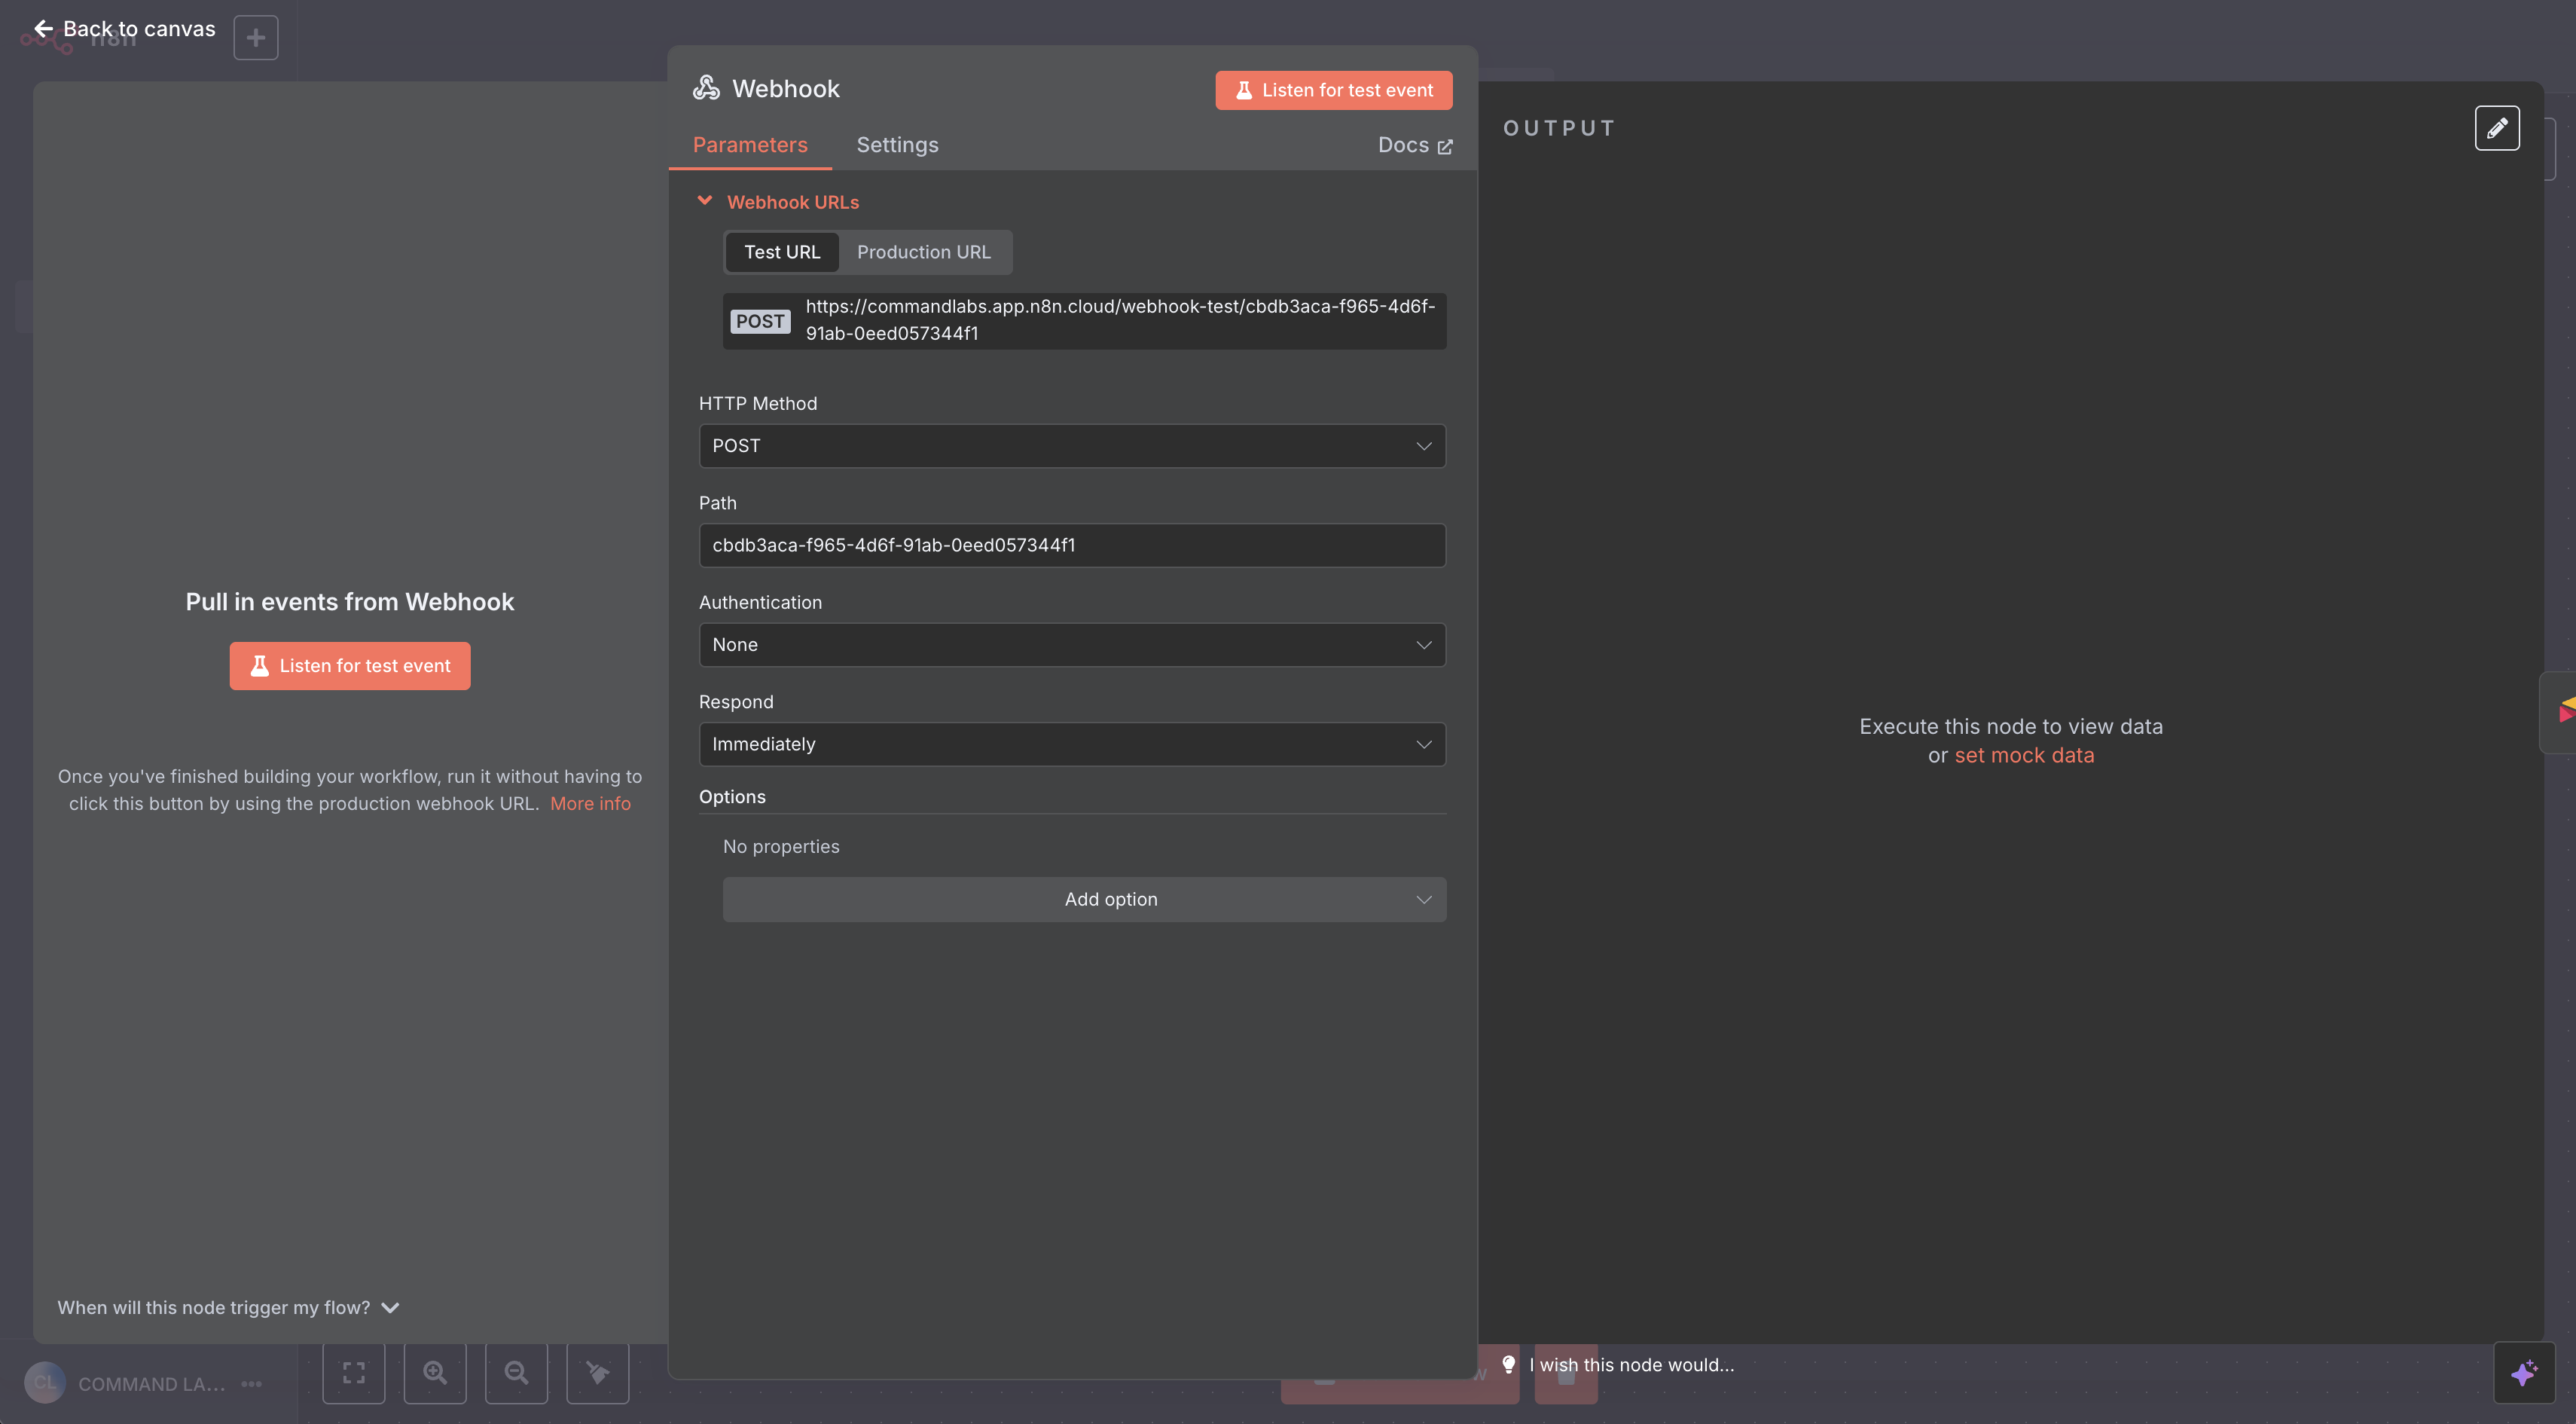 Back to canvas
n8n
Webhook
Listen for test event
Parameters
Settings
Docs
OUTPUT
Webhook URLs
Test URL
Production URL
POST
https://commandlabs.app.n8n.cloud/webhook-test/cbdb3aca-f965-4d6f-
91ab-0eed057344f1
HTTP Method
POST
Path
cbdb3aca-f965-4d6f-91ab-0eed057344f1
Authentication
None
Respond
Immediately
Options
No properties
Add option
Pull in events from Webhook
Listen for test event
Once you've finished building your workflow, run it without having to
click this button by using the production webhook URL. More info
When will this node trigger my flow?
Execute this node to view data
or set mock data
I wish this node would...
CL
COMMAND LA...